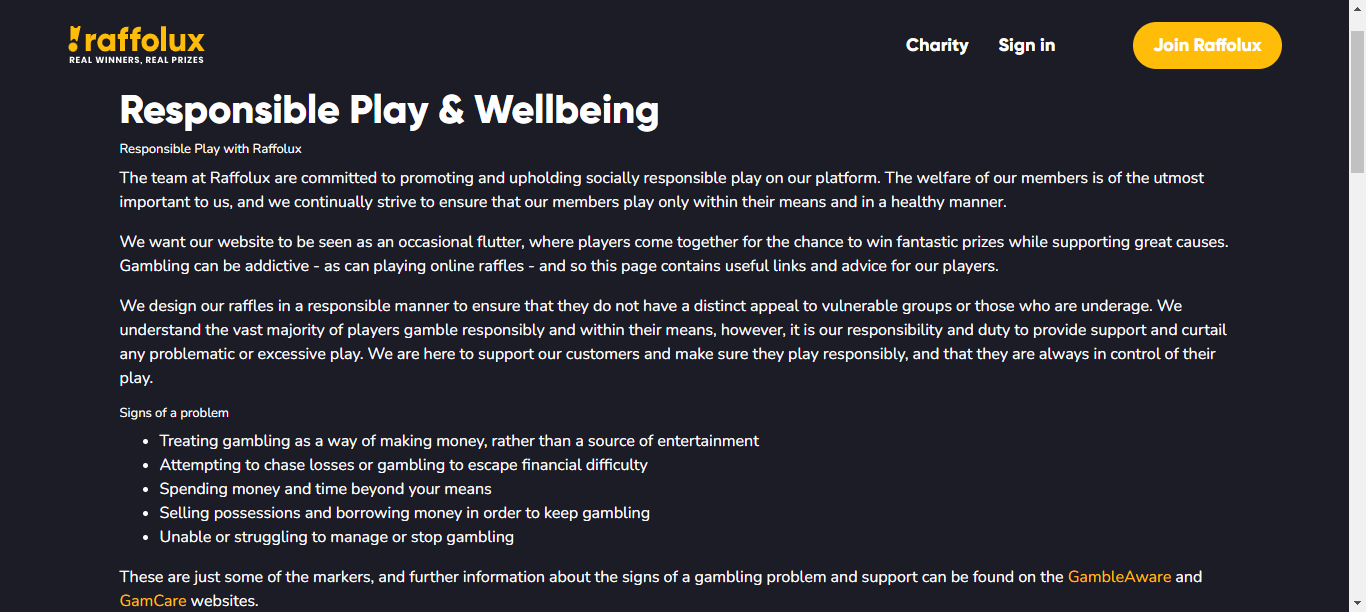 raffolux
REAL WINNERS, REAL PRIZES
Charity
Sign in
Join Raffolux
Responsible Play & Wellbeing
Responsible Play with Raffolux
The team at Raffolux are committed to promoting and upholding socially responsible play on our platform. The welfare of our members is of the utmost
important to us, and we continually strive to ensure that our members play only within their means and in a healthy manner.
We want our website to be seen as an occasional flutter, where players come together for the chance to win fantastic prizes while supporting great causes.
Gambling can be addictive - as can playing online raffles - and so this page contains useful links and advice for our players.
We design our raffles in a responsible manner to ensure that they do not have a distinct appeal to vulnerable groups or those who are underage. We
understand the vast majority of players gamble responsibly and within their means, however, it is our responsibility and duty to provide support and curtail
any problematic or excessive play. We are here to support our customers and make sure they play responsibly, and that they are always in control of their
play.
Signs of a problem
• Treating gambling as a way of making money, rather than a source of entertainment
• Attempting to chase losses or gambling to escape financial difficulty
• Spending money and time beyond your means
• Selling possessions and borrowing money in order to keep gambling
• Unable or struggling to manage or stop gambling
These are just some of the markers, and further information about the signs of a gambling problem and support can be found on the GambleAware and
GamCare websites.